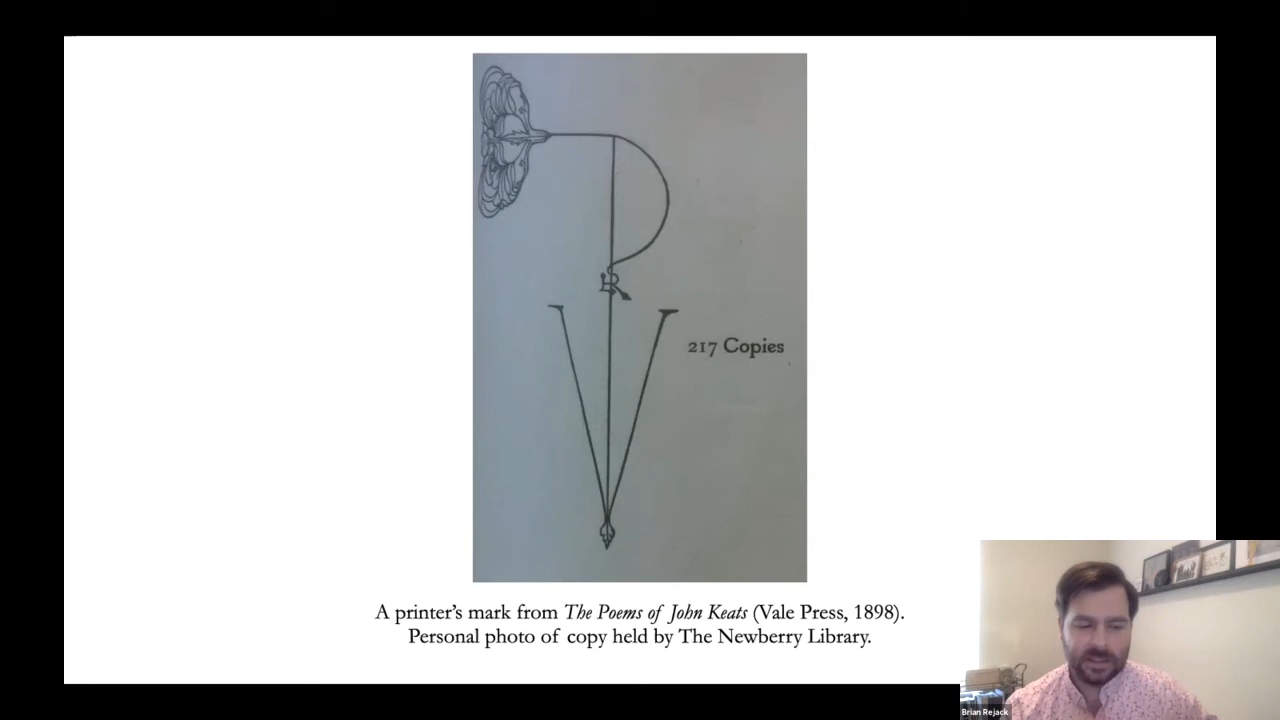 217 Copies
A printer's mark from The Poems of John Keats (Vale Press, 1898).
Personal photo of copy held by The Newberry Library.
Brian Rejack